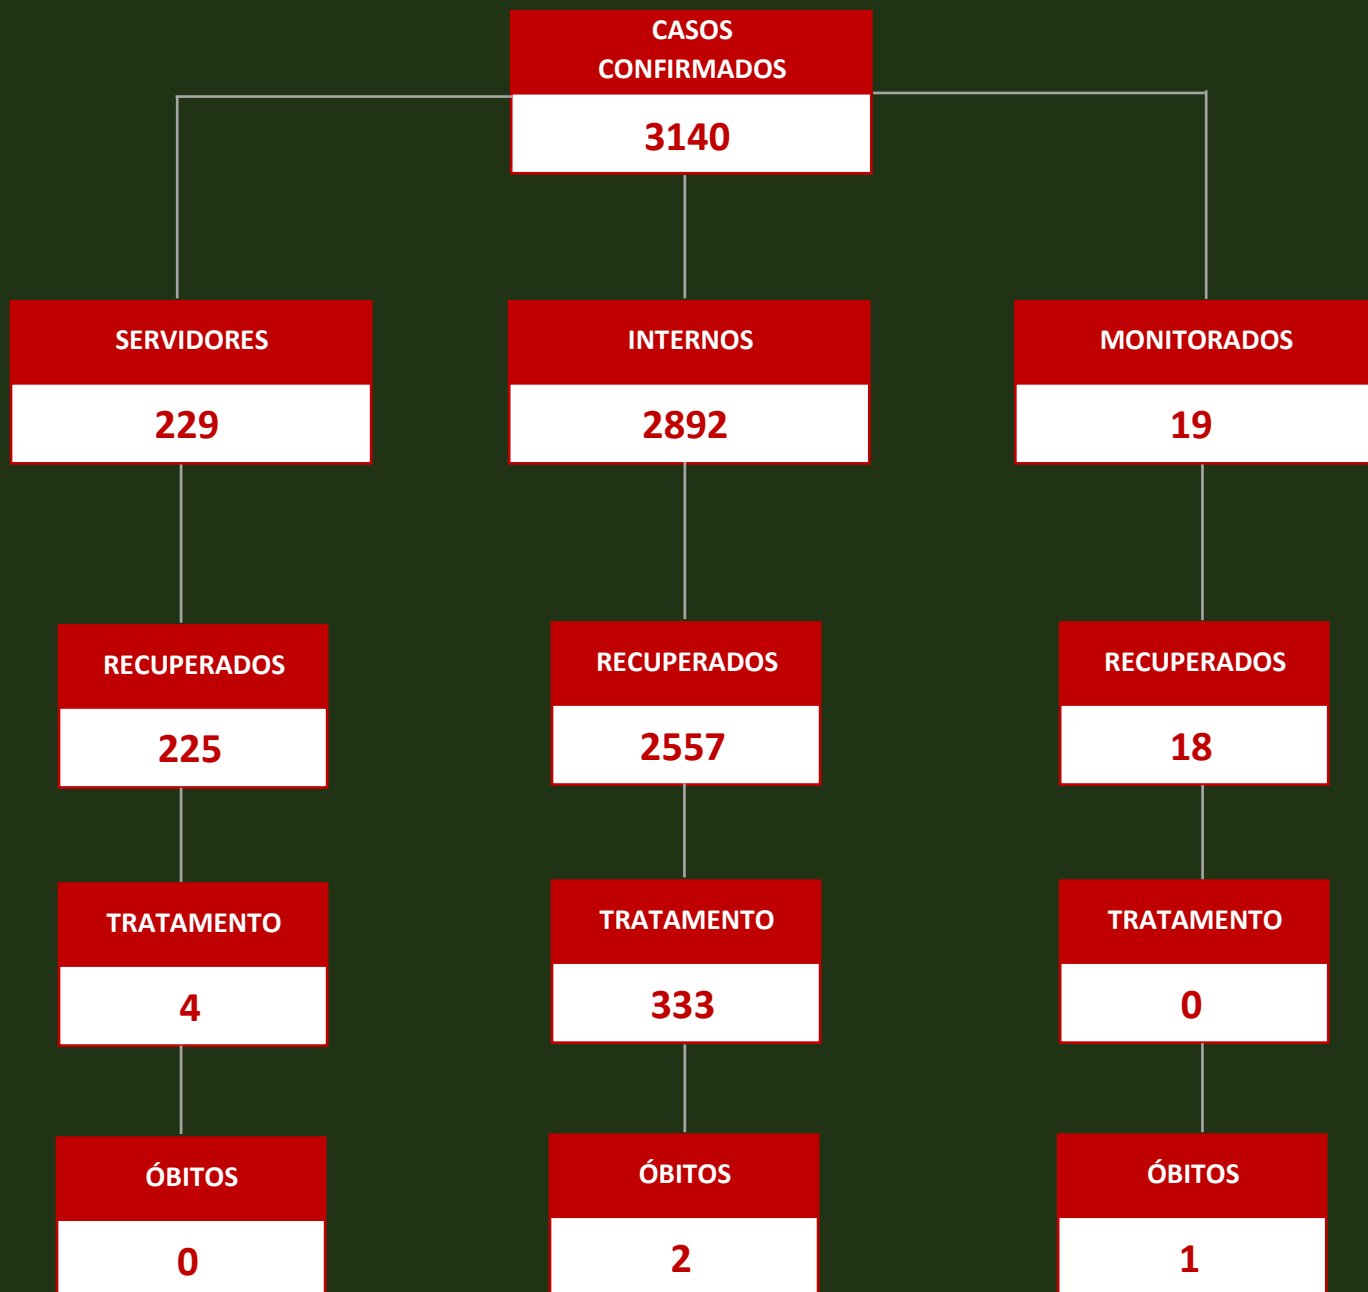 CASOS
CONFIRMADOS
3140
SERVIDORES
229
INTERNOS
2892
MONITORADOS
19
RECUPERADOS
225
RECUPERADOS
2557
RECUPERADOS
18
TRATAMENTO
4
TRATAMENTO
333
TRATAMENTO
0
ÓBITOS
0
ÓBITOS
2
ÓBITOS
1